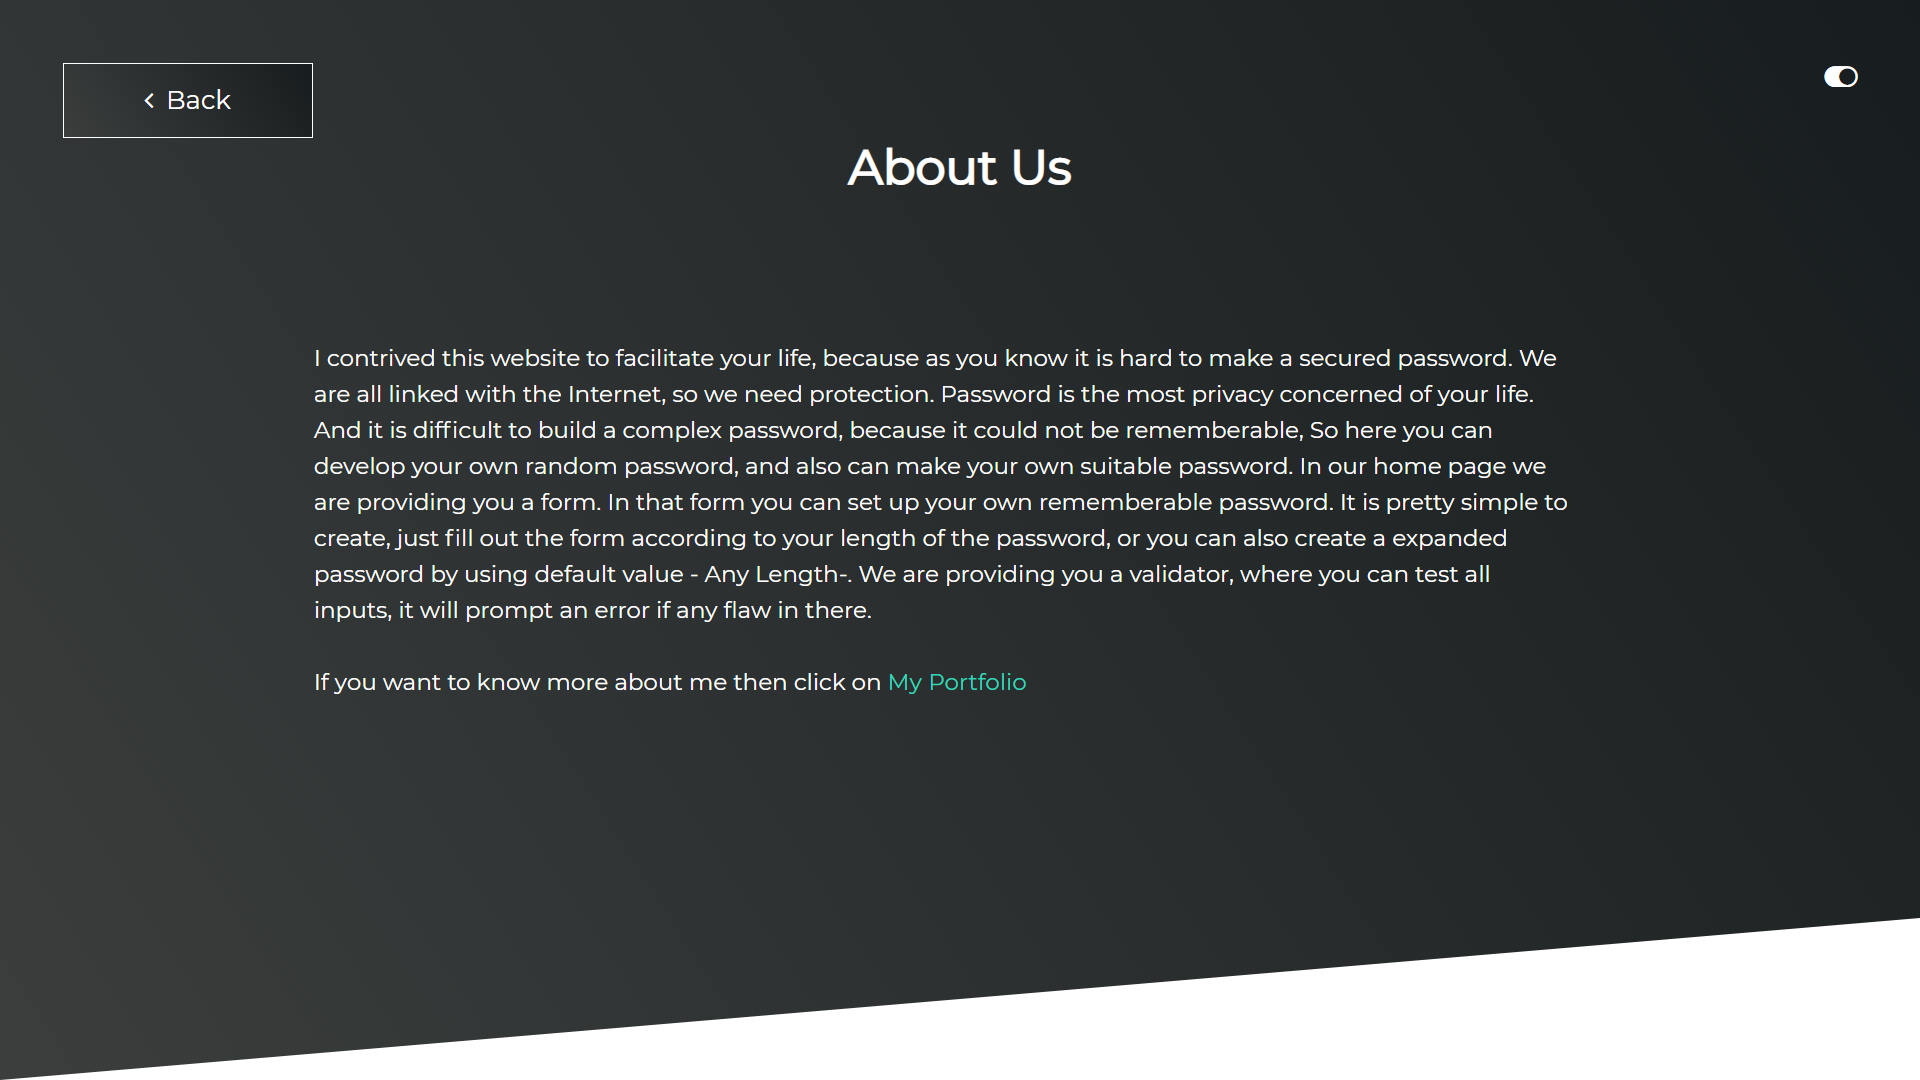 Back
About Us
I contrived this website to facilitate your life, because as you know it is hard to make a secured password. We
are all linked with the Internet, so we need protection. Password is the most privacy concerned of your life.
And it is difficult to build a complex password, because it could not be rememberable, So here you can
develop your own random password, and also can make your own suitable password. In our home page we
are providing you a form. In that form you can set up your own rememberable password. It is pretty simple to
create, just fill out the form according to your length of the password, or you can also create a expanded
password by using default value - Any Length-. We are providing you a validator, where you can test all
inputs, it will prompt an error if any flaw in there.
If you want to know more about me then click on My Portfolio